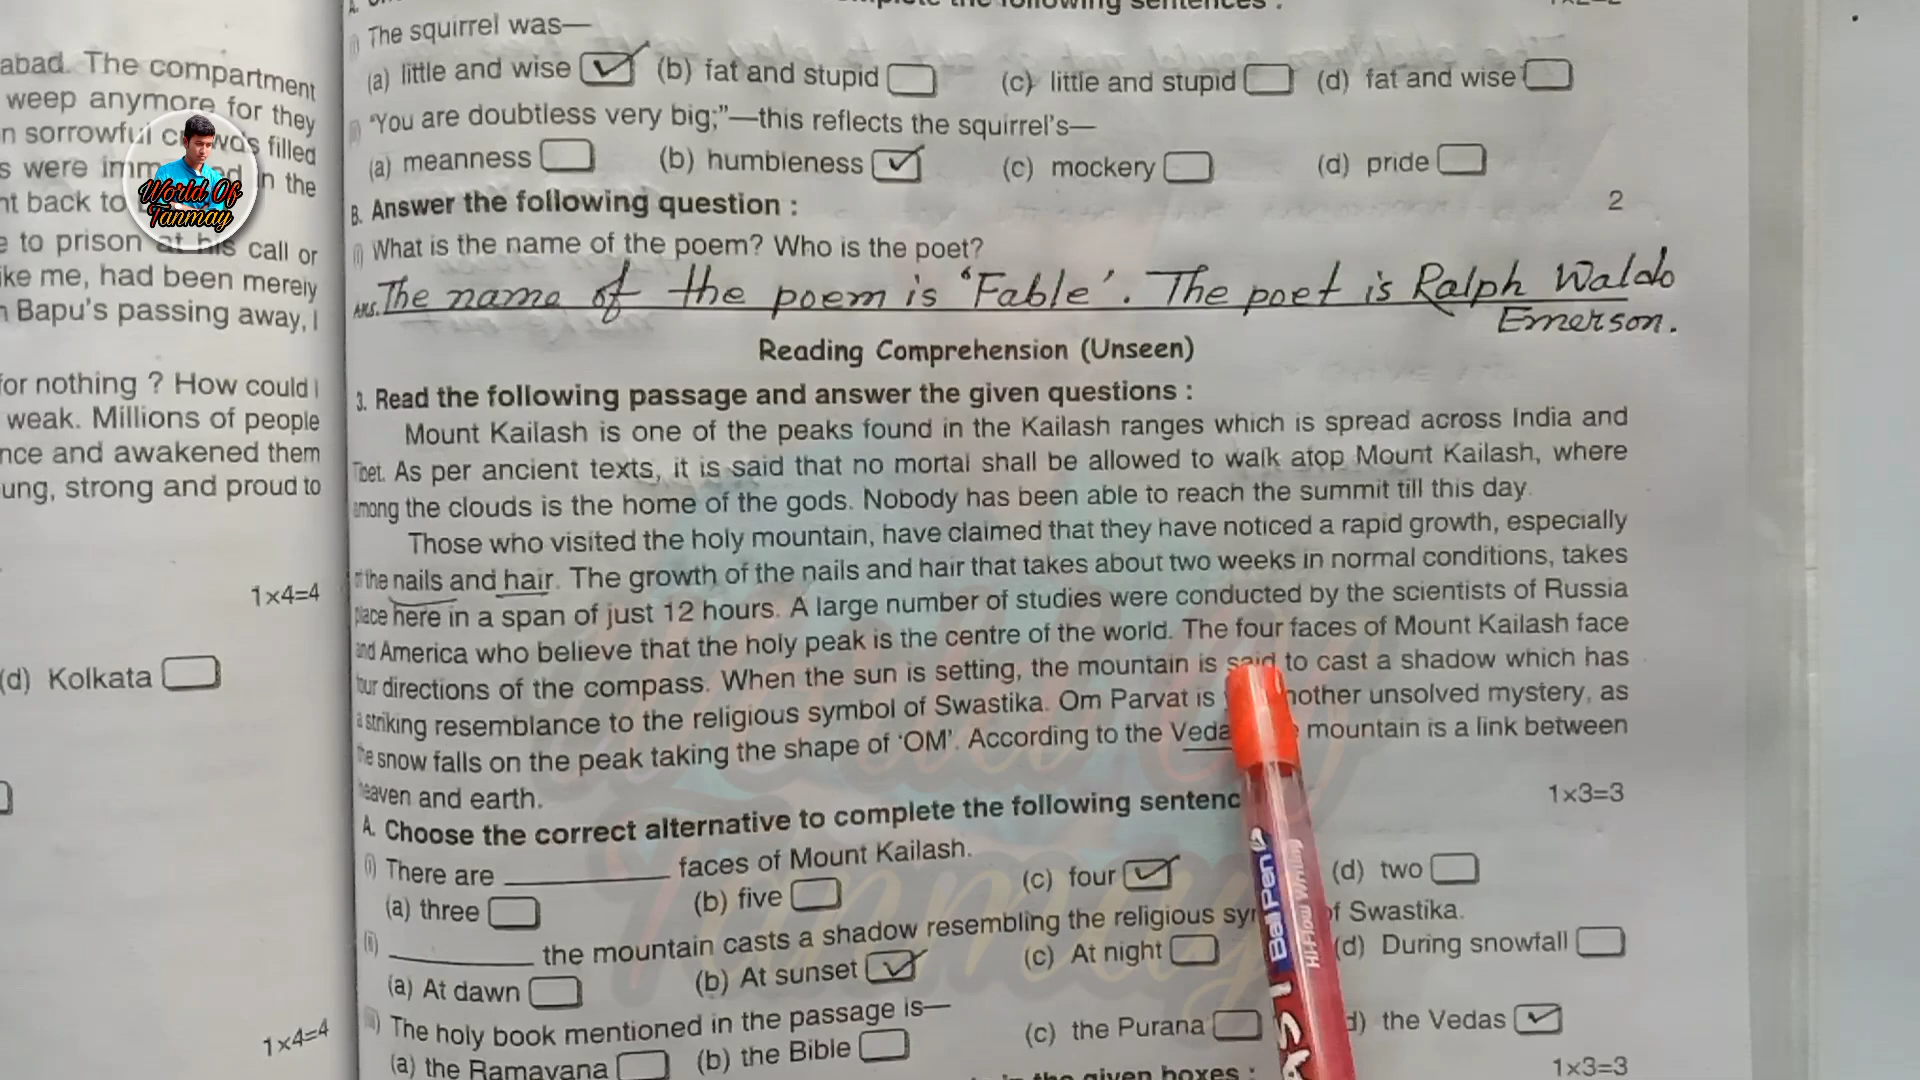 abad. The compartment
weep anymore for they
n sorrowful filled
s were in the
nt back to
e to prison at his call or
ike me, had been merely
n Bapu's passing away, I
for nothing ? How could I
weak. Millions of people
nce and awakened them
ung, strong and proud to
1×4=4
(d) Kolkata
1×4=4
World Of
Tanmay
A. the following sentences :
The squirrel was—
(a) little and wise (b) fat and stupid (c) little and stupid (d) fat and wise
"You are doubtless very big;"—this reflects the squirrel's—
(a) meanness (b) humbleness (c) mockery (d) pride
B. Answer the following question : 2
(i) What is the name of the poem? Who is the poet?
Ans. The name of the poem is 'Fable'. The poet is Ralph Waldo
Emerson.
Reading Comprehension (Unseen)
3. Read the following passage and answer the given questions :
Mount Kailash is one of the peaks found in the Kailash ranges which is spread across India and
Tibet. As per ancient texts, it is said that no mortal shall be allowed to walk atop Mount Kailash, where
among the clouds is the home of the gods. Nobody has been able to reach the summit till this day.
Those who visited the holy mountain, have claimed that they have noticed a rapid growth, especially
the nails and hair. The growth of the nails and hair that takes about two weeks in normal conditions, takes
place here in a span of just 12 hours. A large number of studies were conducted by the scientists of Russia
and America who believe that the holy peak is the centre of the world. The four faces of Mount Kailash face
four directions of the compass. When the sun is setting, the mountain is said to cast a shadow which has
a striking resemblance to the religious symbol of Swastika. Om Parvat is nother unsolved mystery, as
the snow falls on the peak taking the shape of 'OM'. According to the Veda mountain is a link between
heaven and earth.
A. Choose the correct alternative to complete the following sentenc 1×3=3
(i) There are ________ faces of Mount Kailash.
(a) three (b) five (c) four (d) two
(ii) ________ the mountain casts a shadow resembling the religious sy of Swastika.
(a) At dawn (b) At sunset (c) At night (d) During snowfall
The holy book mentioned in the passage is—
(a) the Ramayana (b) the Bible (c) the Purana d) the Vedas
in the given boxes : 1×3=3
Ball Pen
Hi-Flow Writing